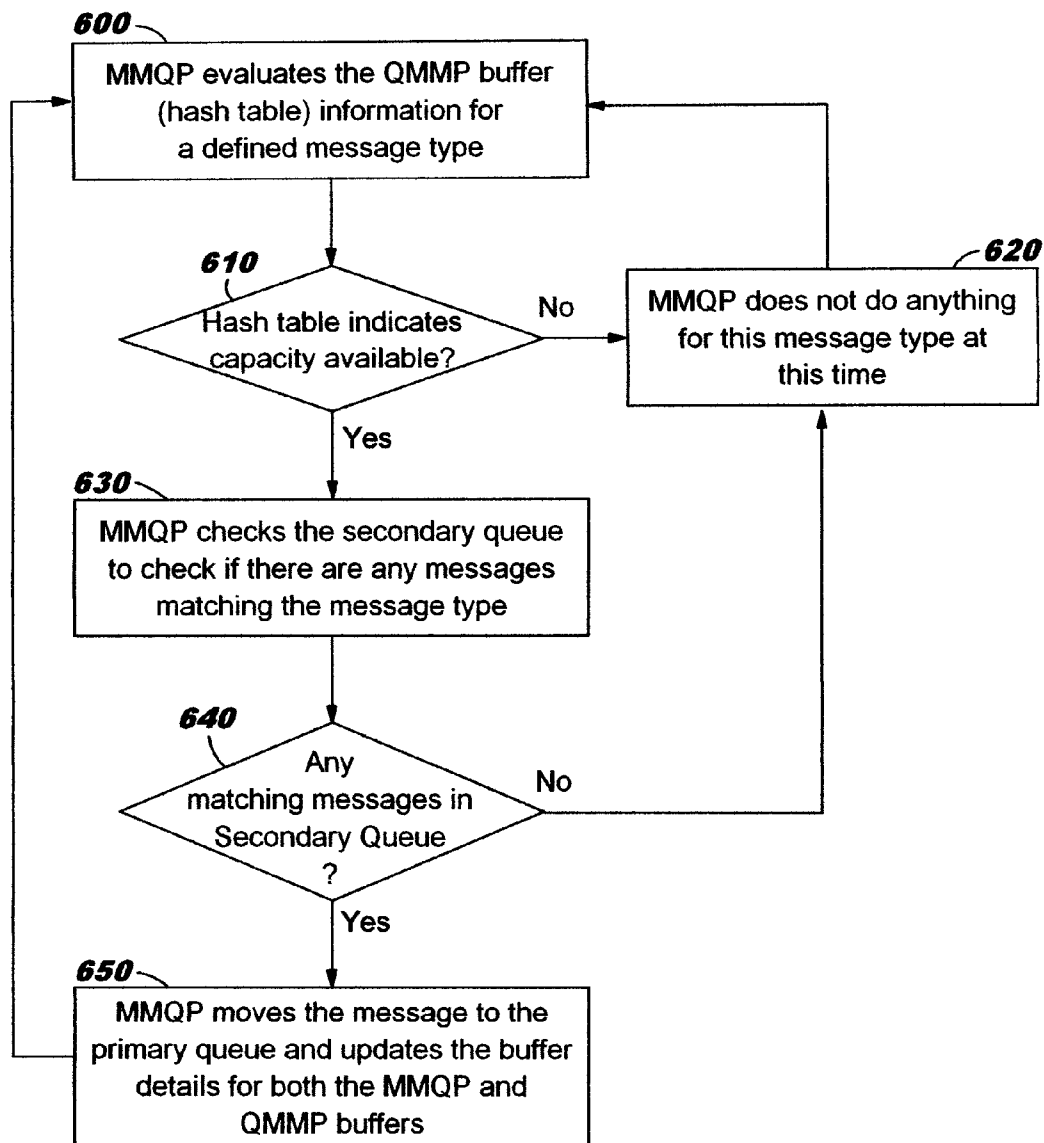 600
MMQP evaluates the QMMP buffer
(hash table) information for
a defined message type
610
Hash table indicates
capacity available?
No
620
MMQP does not do anything
for this message type at
this time
Yes
630
MMQP checks the secondary queue
to check if there are any messages
matching the message type
640
Any
matching messages in
Secondary Queue
?
No
Yes
650
MMQP moves the message to the
primary queue and updates the buffer
details for both the MMQP and
QMMP buffers